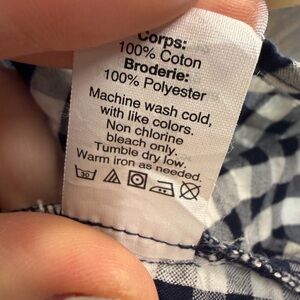 Corps:
100% Coton
Broderie:
100% Polyester
Machine wash cold,
with like colors.
Non chlorine
bleach only.
Tumble dry low.
Warm iron as needed.
30